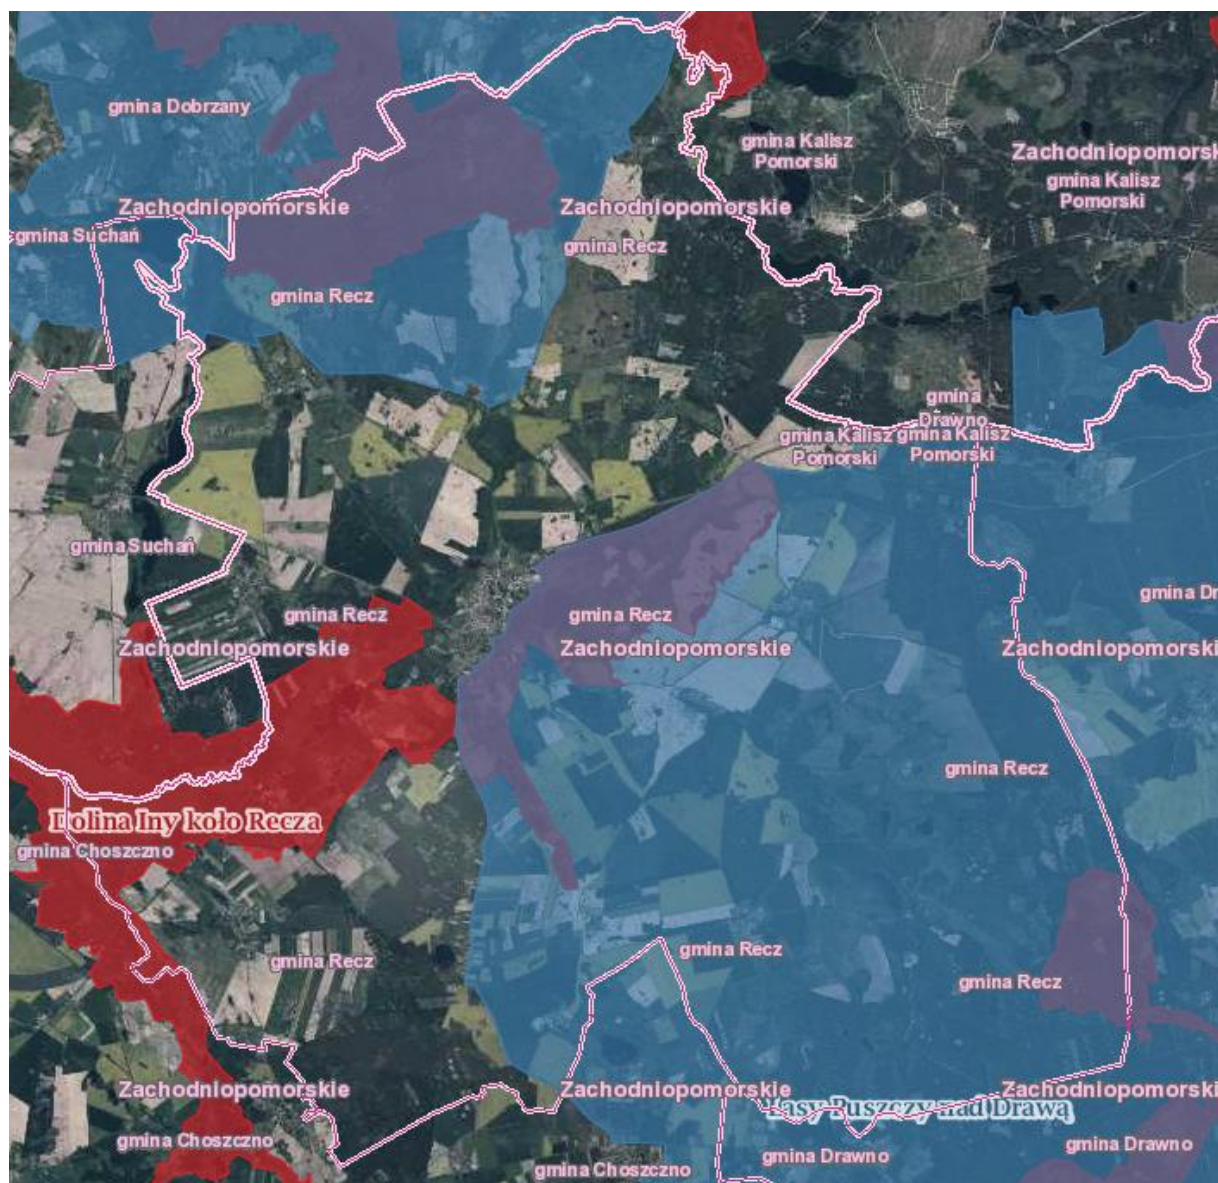 gmina Dobrzany
gmina Kalisz
Pomorski
Zachodniopomorsk
gmina Kalisz
Pomorski
Zachodniopomorskie
Zachodniopomorskie
gmina Suchań
gmina Recz
gmina Recz
gmina
Drawno
gmina Kalisz
Pomorski
gmina Kalisz
Pomorski
gmina Suchań
gmina Dr
gmina Recz
gmina Recz
Zachodniopomorskie
Zachodniopomorskie
Zachodniopomorski
gmina Recz
Dolina Iny koło Recza
gmina Choszczno
gmina Recz
gmina Recz
gmina Recz
Zachodniopomorskie
Zachodniopomorskie
Zachodniopomorski
Puszczy nad Drawą
gmina Choszczno
gmina Drawno
gmina Drawno
gmina Choszczno